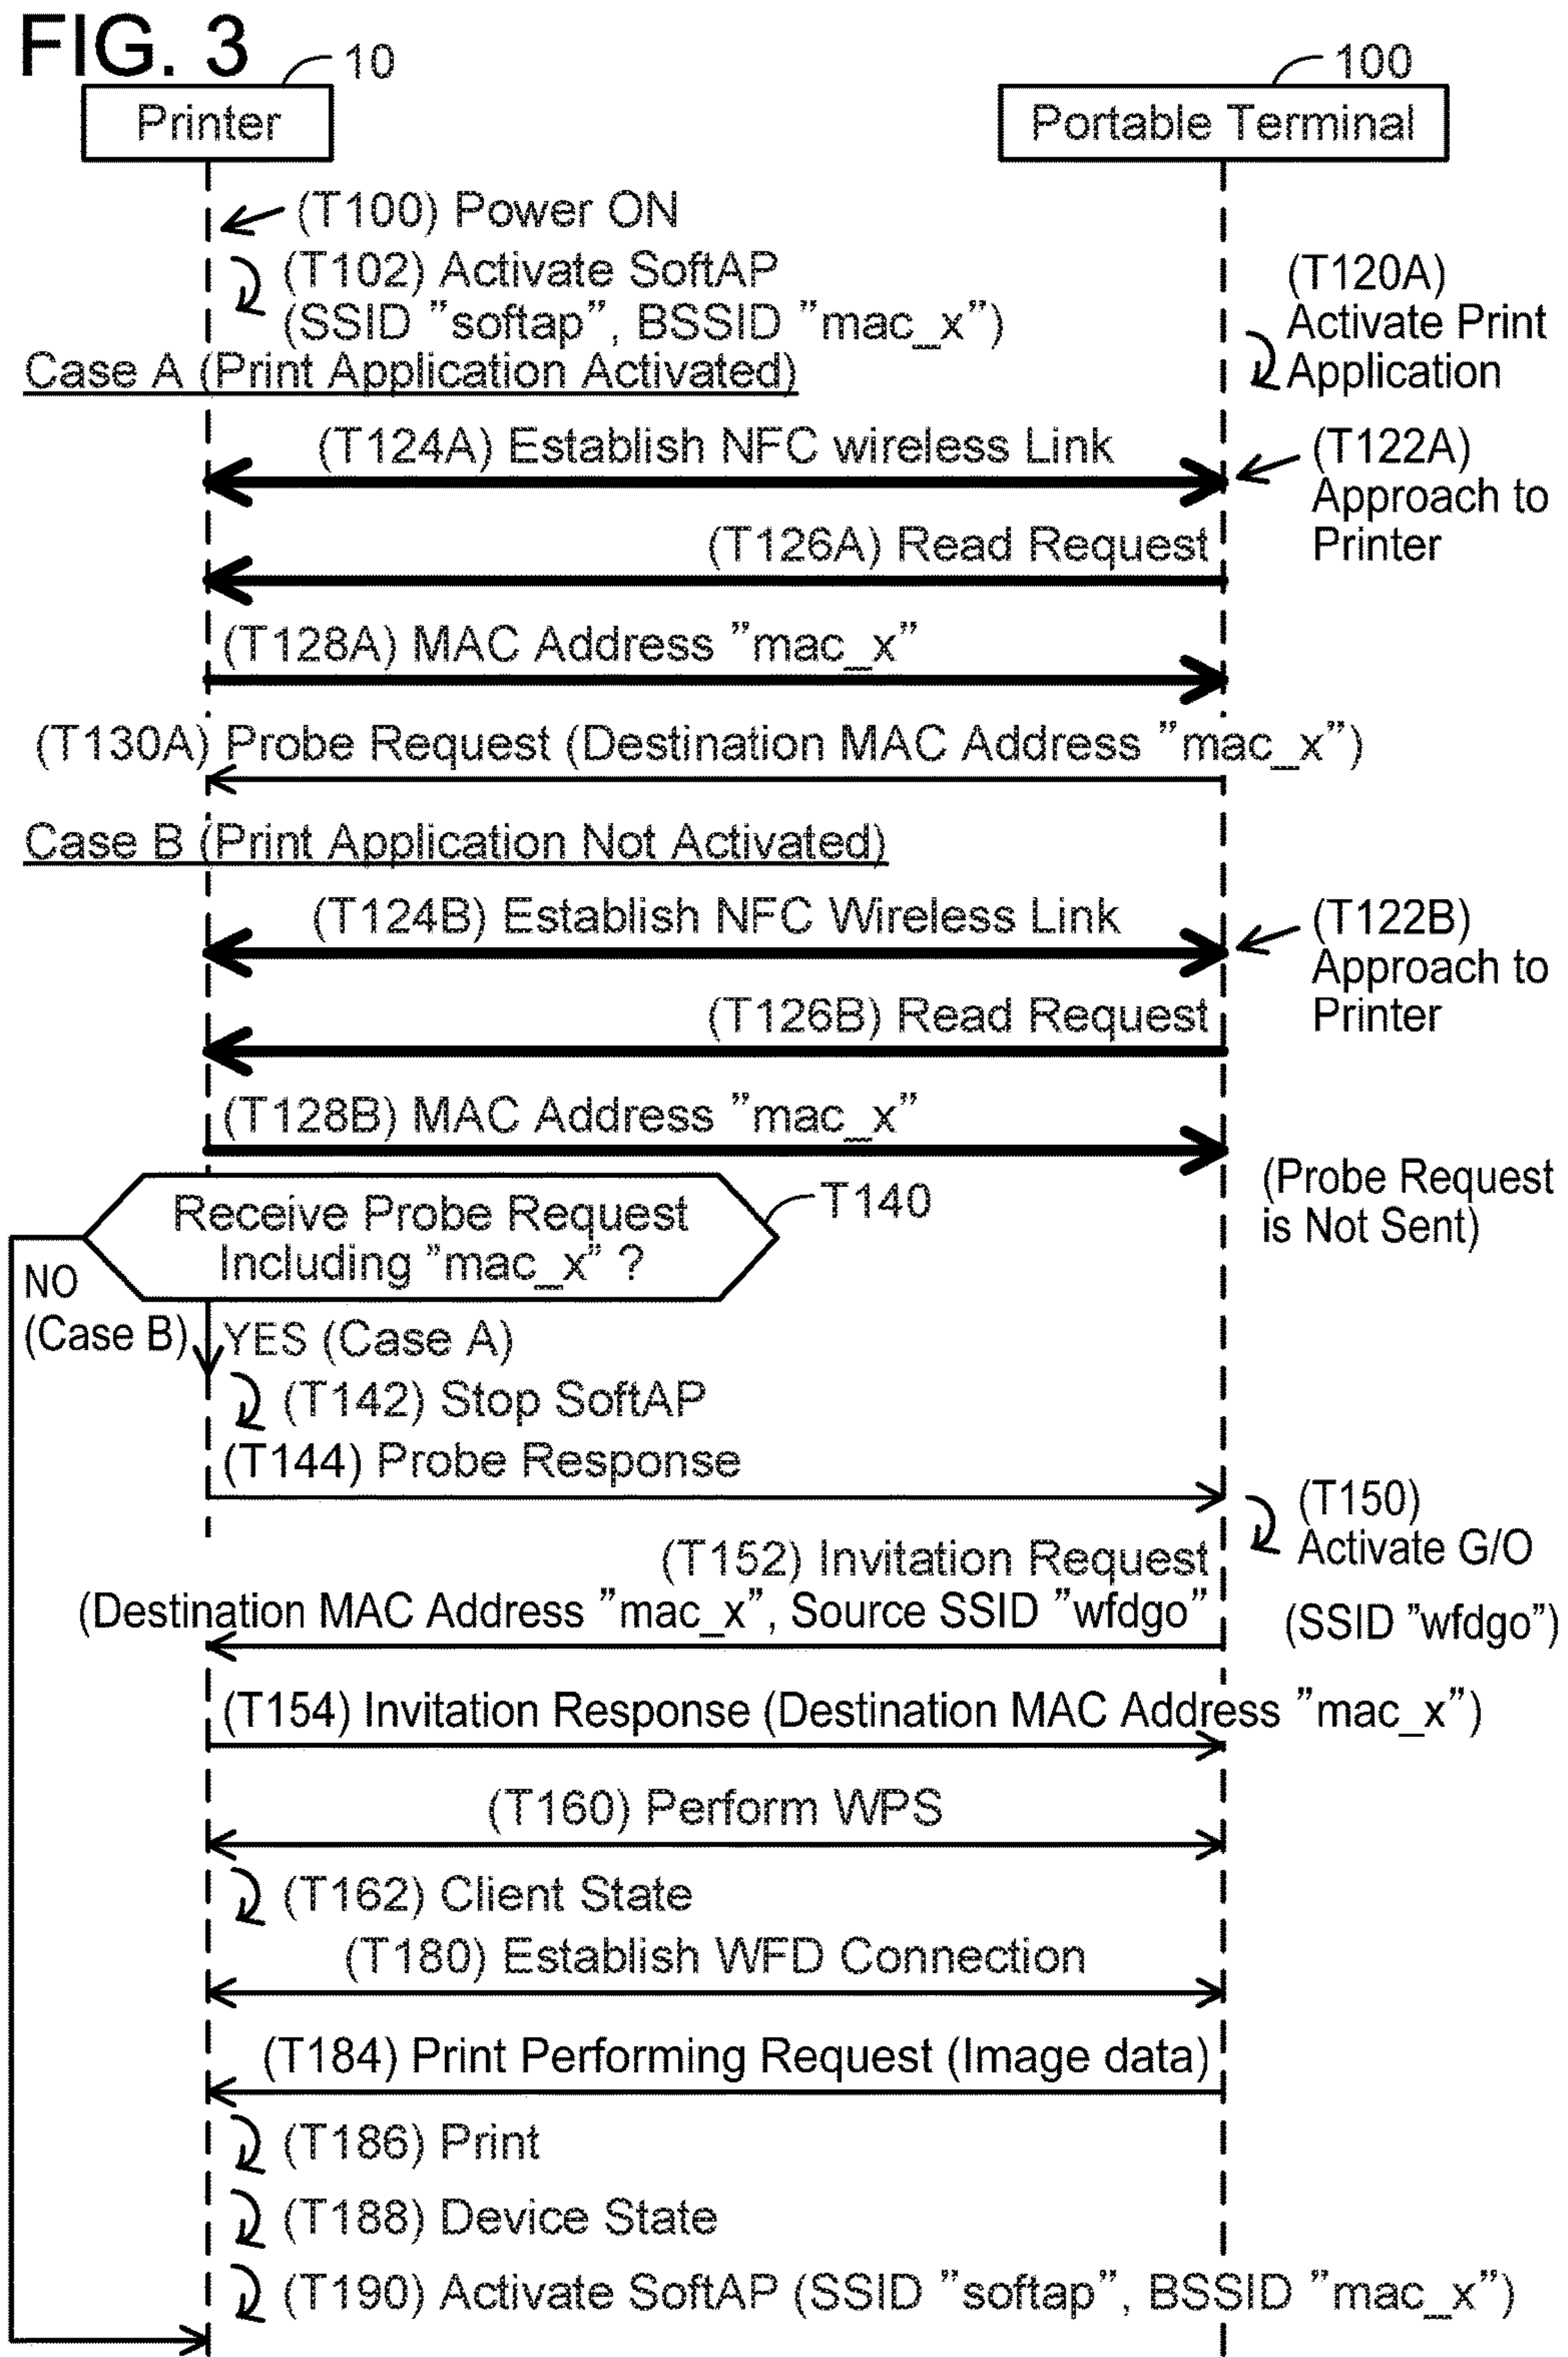 FIG. 3
10
100
Printer
Portable Terminal
(T100) Power ON
(T102) Activate SoftAP
(SSID ”softap”, BSSID ”mac_x”)
(T120A)
Activate Print
Application
Case A (Print Application Activated)
(T124A) Establish NFC wireless Link
(T122A)
Approach to
Printer
(T126A) Read Request
(T128A) MAC Address ”mac_x”
(T130A) Probe Request (Destination MAC Address ”mac_x”)
Case B (Print Application Not Activated)
(T124B) Establish NFC Wireless Link
(T122B)
Approach to
Printer
(T126B) Read Request
(T128B) MAC Address ”mac_x”
(Probe Request
is Not Sent)
Receive Probe Request
Including ”mac_x” ?
T140
NO
(Case B)
YES (Case A)
(T142) Stop SoftAP
(T144) Probe Response
(T150)
Activate G/O
(SSID ”wfdgo”)
(T152) Invitation Request
(Destination MAC Address ”mac_x”, Source SSID ”wfdgo”
(T154) Invitation Response (Destination MAC Address ”mac_x”)
(T160) Perform WPS
(T162) Client State
(T180) Establish WFD Connection
(T184) Print Performing Request (Image data)
(T186) Print
(T188) Device State
(T190) Activate SoftAP (SSID ”softap”, BSSID ”mac_x”)